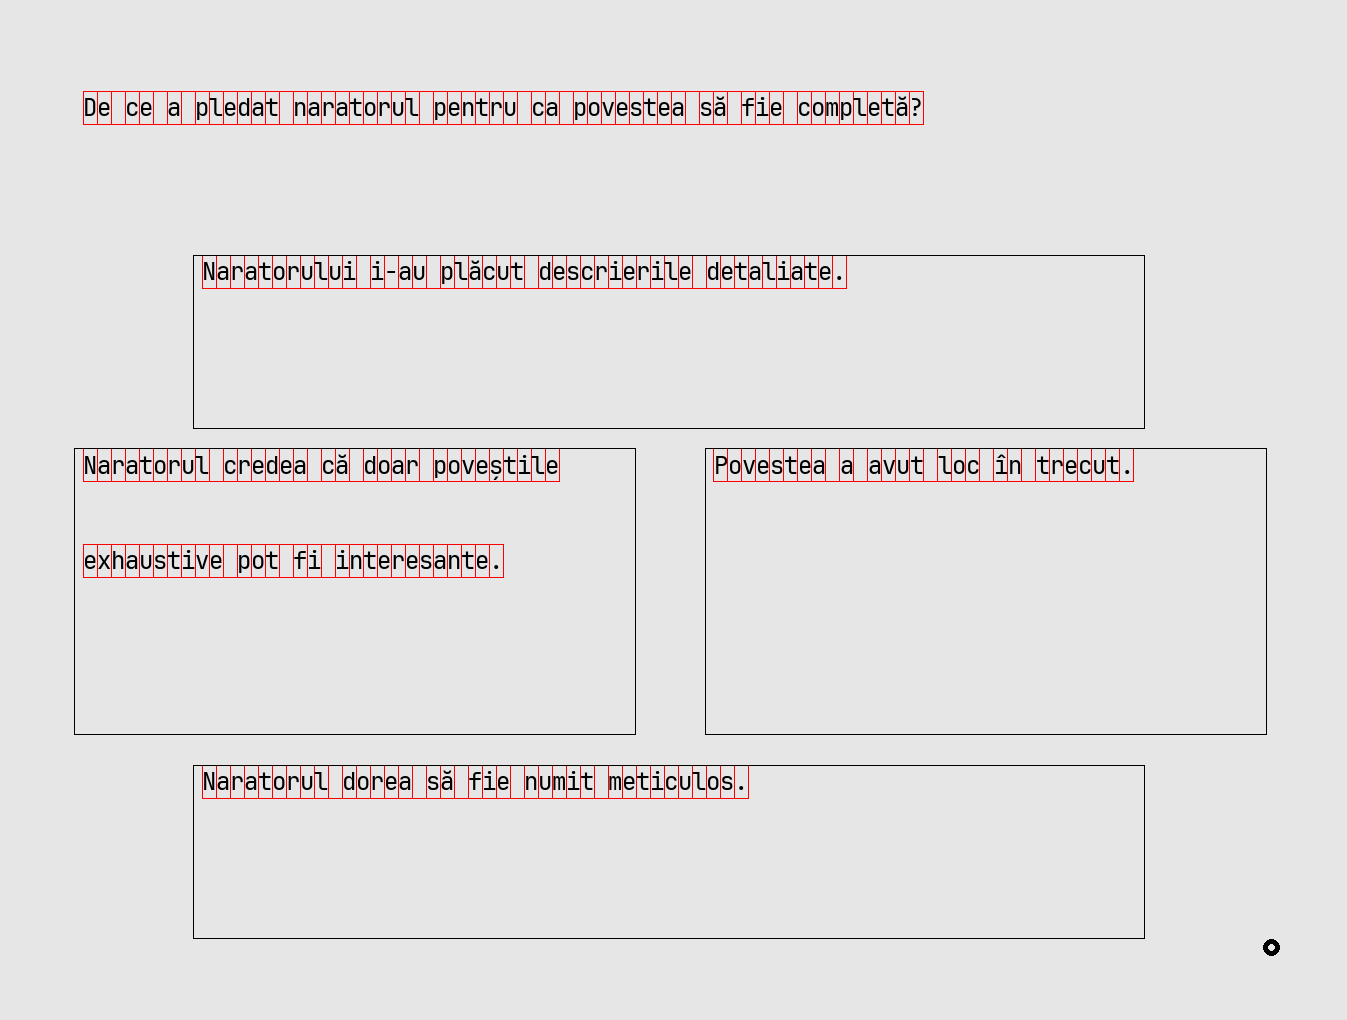 De ce a pledat naratorul pentru ca povestea să fie completă?
Naratorului i-au plăcut descrierile detaliate.
Naratorul credea că doar poveștile
exhaustive pot fi interesante.
Povestea a avut loc în trecut.
Naratorul dorea să fie numit meticulos.